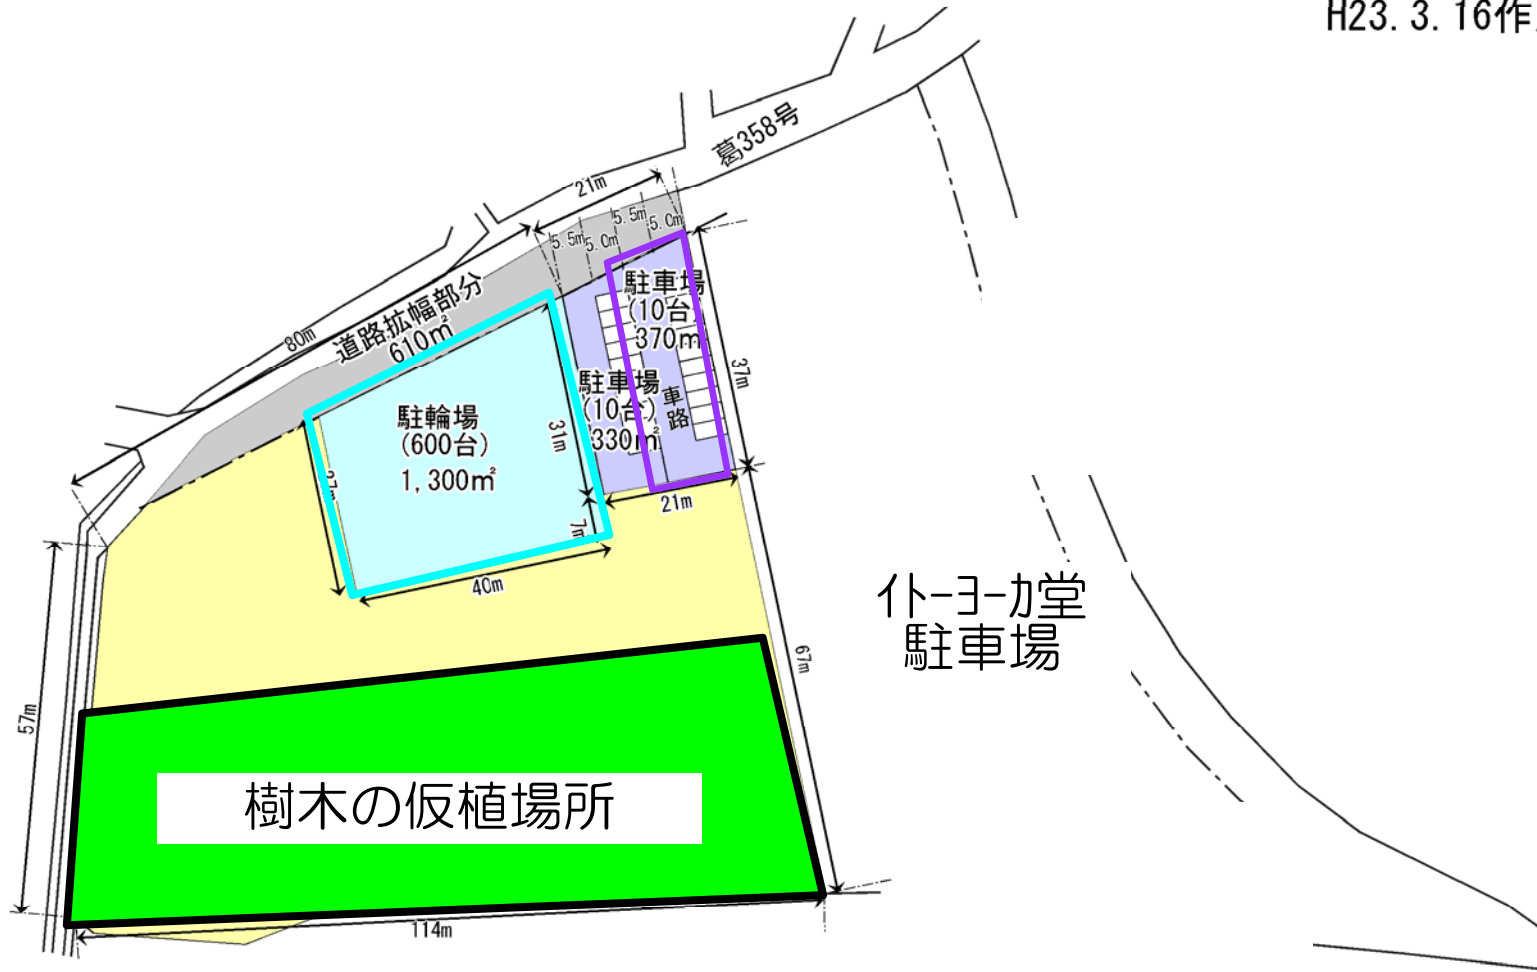 H23.3.16作
葛358号
21m
5.5m
5.0m
5.5m
5.0m
80m
道路拡幅部分
610㎡
駐車場
(10台)
370㎡
駐車場
(10台)
330㎡
車路
37m
駐輪場
(600台)
1,300㎡
31m
7m
21m
40m
ｲﾄｰﾖｰｶ堂
駐車場
67m
57m
樹木の仮植場所
114m